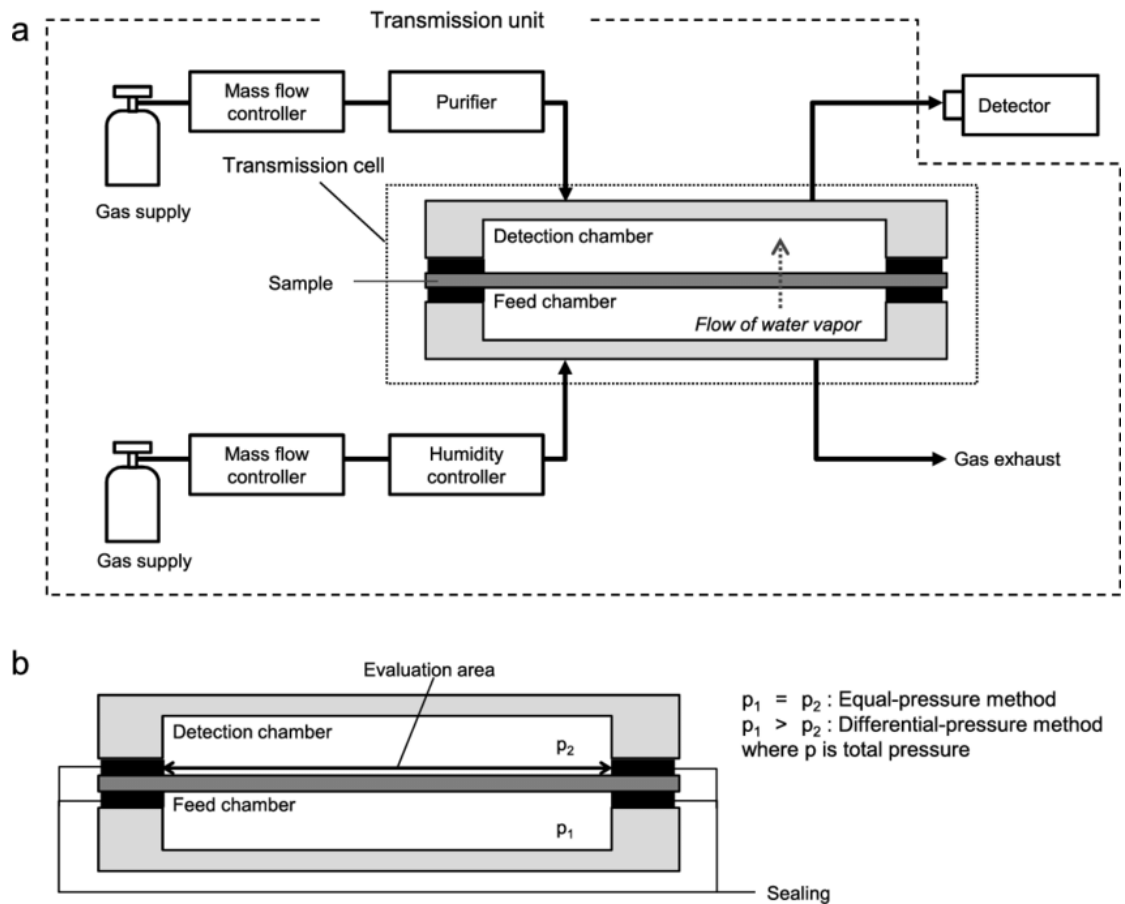 a
Transmission unit
Mass flow
controller
Purifier
Detector
Transmission cell
Gas supply
Detection chamber
Sample
Feed chamber
Flow of water vapor
Mass flow
controller
Humidity
controller
Gas exhaust
Gas supply
b
Evaluation area
Detection chamber
p2
Feed chamber
p1
p1 = p2 : Equal-pressure method
p1 > p2 : Differential-pressure method
where p is total pressure
Sealing